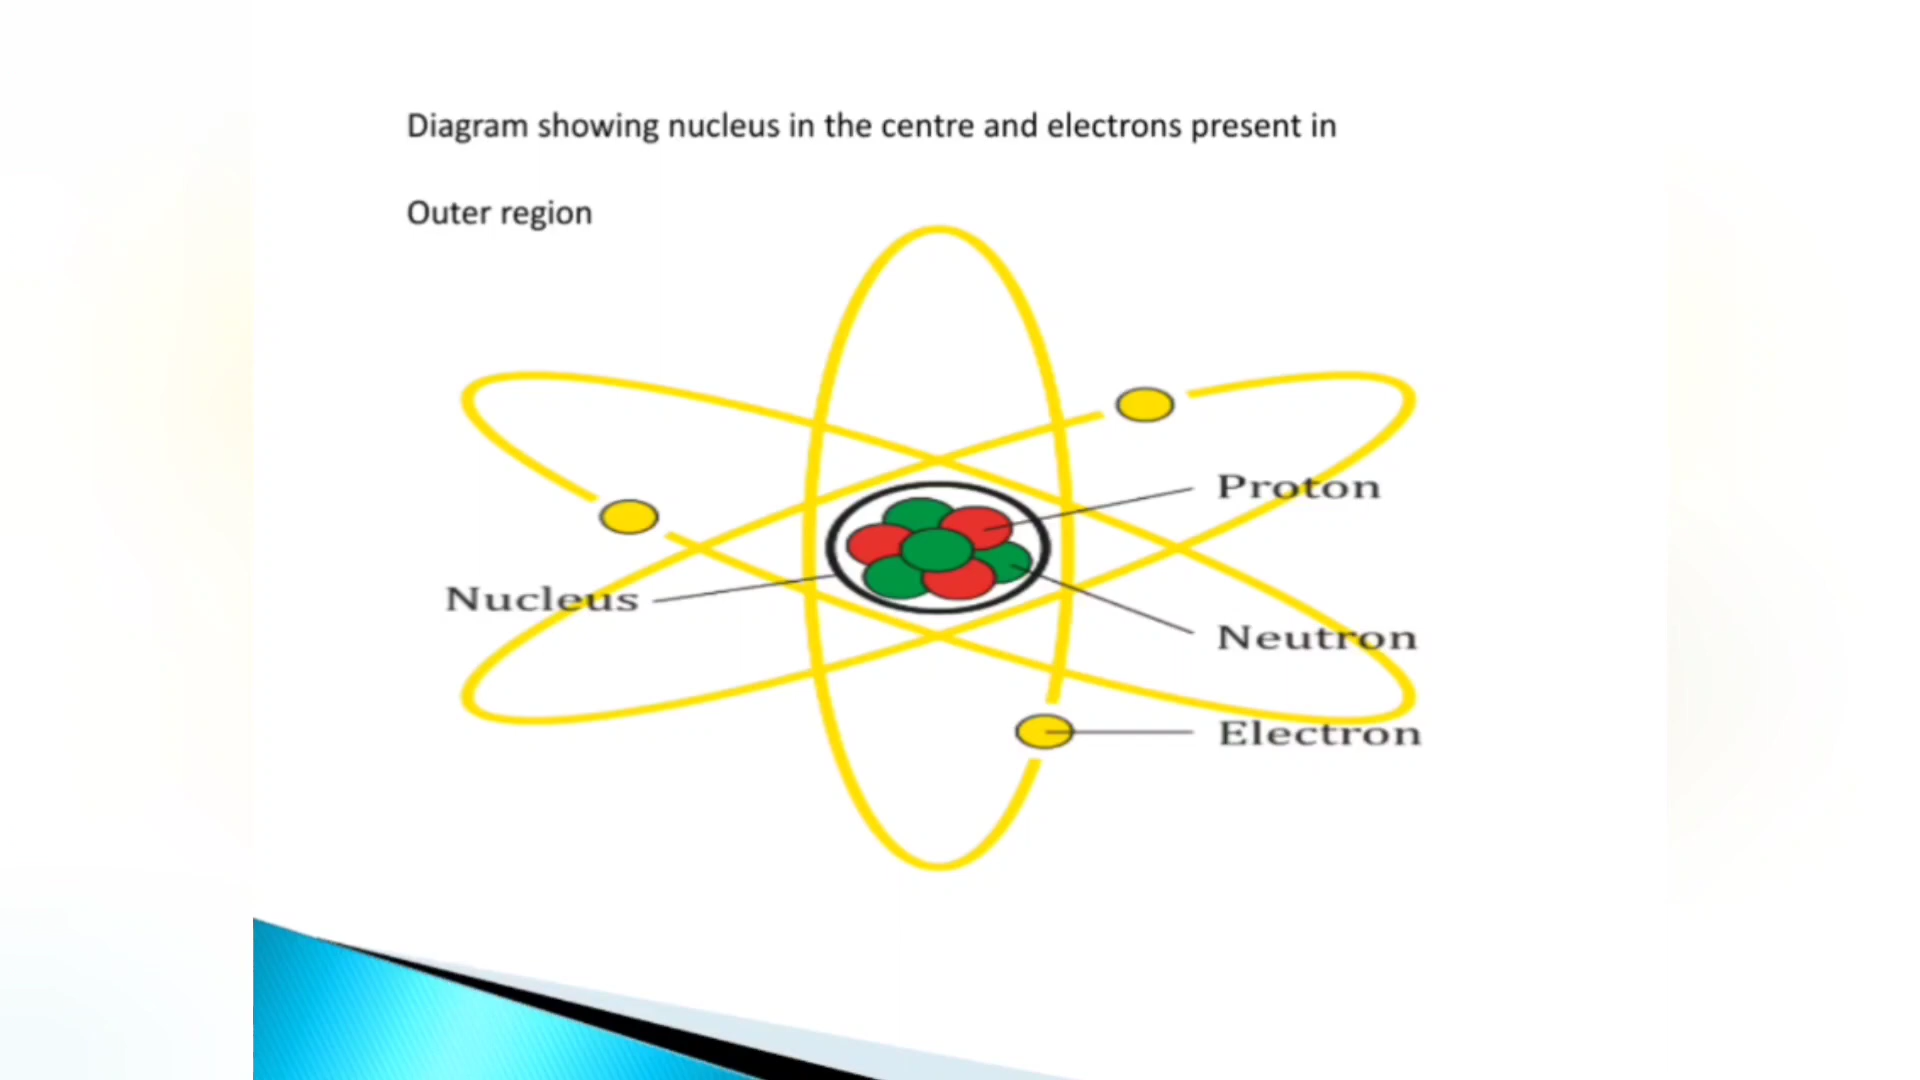 Diagram showing nucleus in the centre and electrons present in
Outer region
Proton
Nucleus
Neutron
Electron